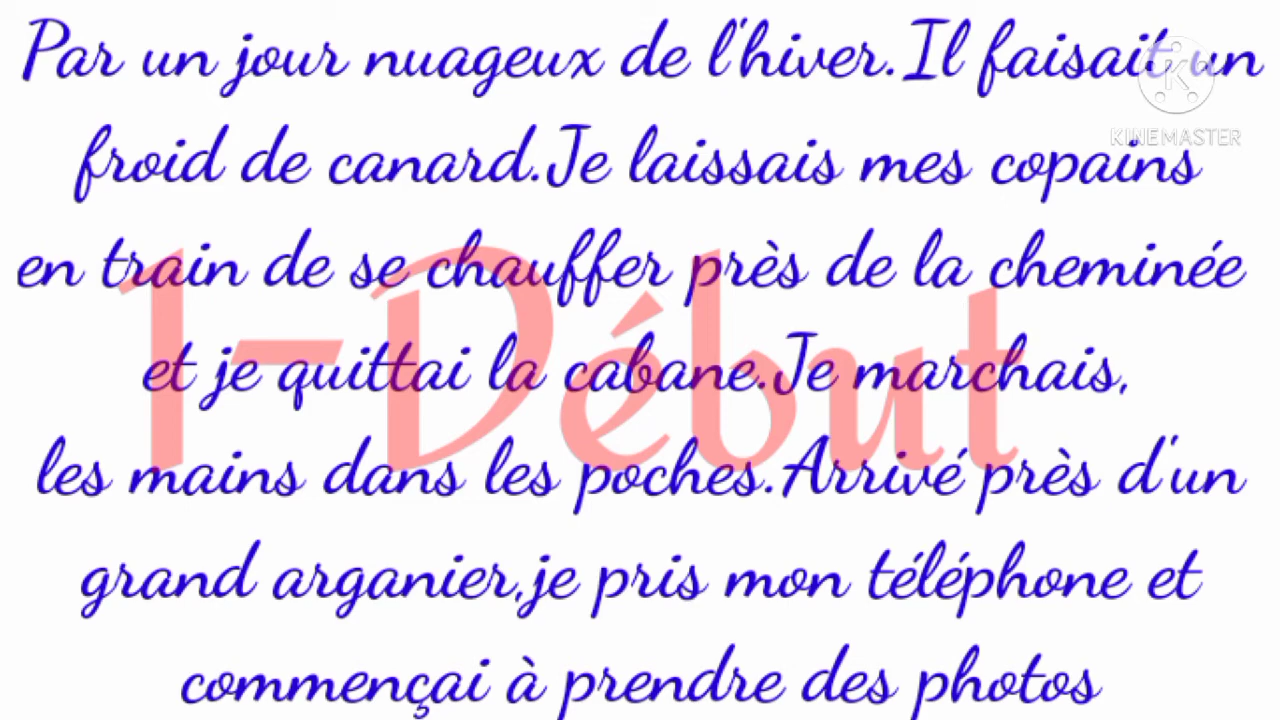 Par un jour nuageux de l'hiver.Il faisait un
KINEMASTER
froid de canard.Je laissais mes copains
en train de se chauffer près de la cheminée
1-Début
et je quittai la cabane.Je marchais,
les mains dans les poches.Arrivé près d'un
grand arganier,je pris mon téléphone et
commençai à prendre des photos